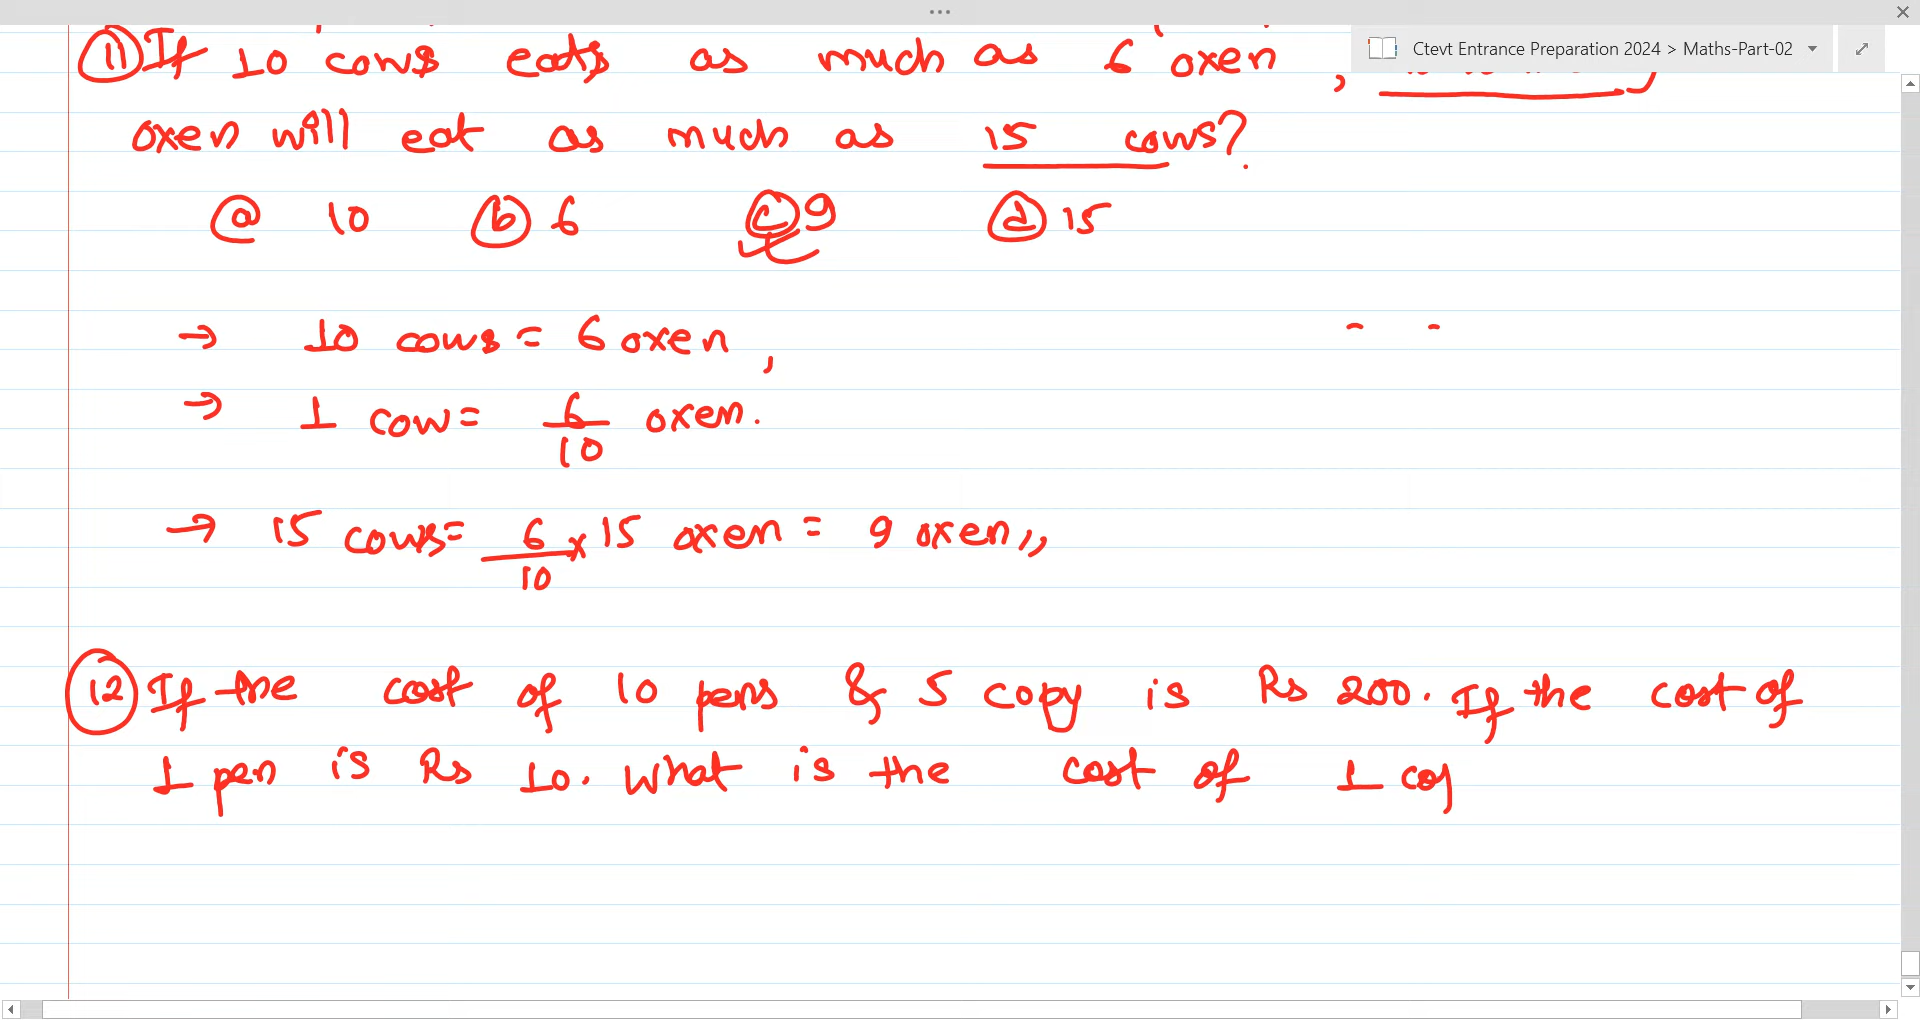 Ctevt Entrance Preparation 2024 > Maths-Part-02
(11) If 10 cows eats as much as 6 oxen,
oxen will eat as much as 15 cows?
(a) 10 (b) 6 (c) 9 (d) 15
→ 10 cows = 6 oxen,
→ 1 cow = 6/10 oxen.
→ 15 cows = 6/10 x 15 oxen = 9 oxen,,
(12) If the cost of 10 pens & 5 copy is Rs 200. If the cost of
1 pen is Rs 10. What is the cost of 1 cop